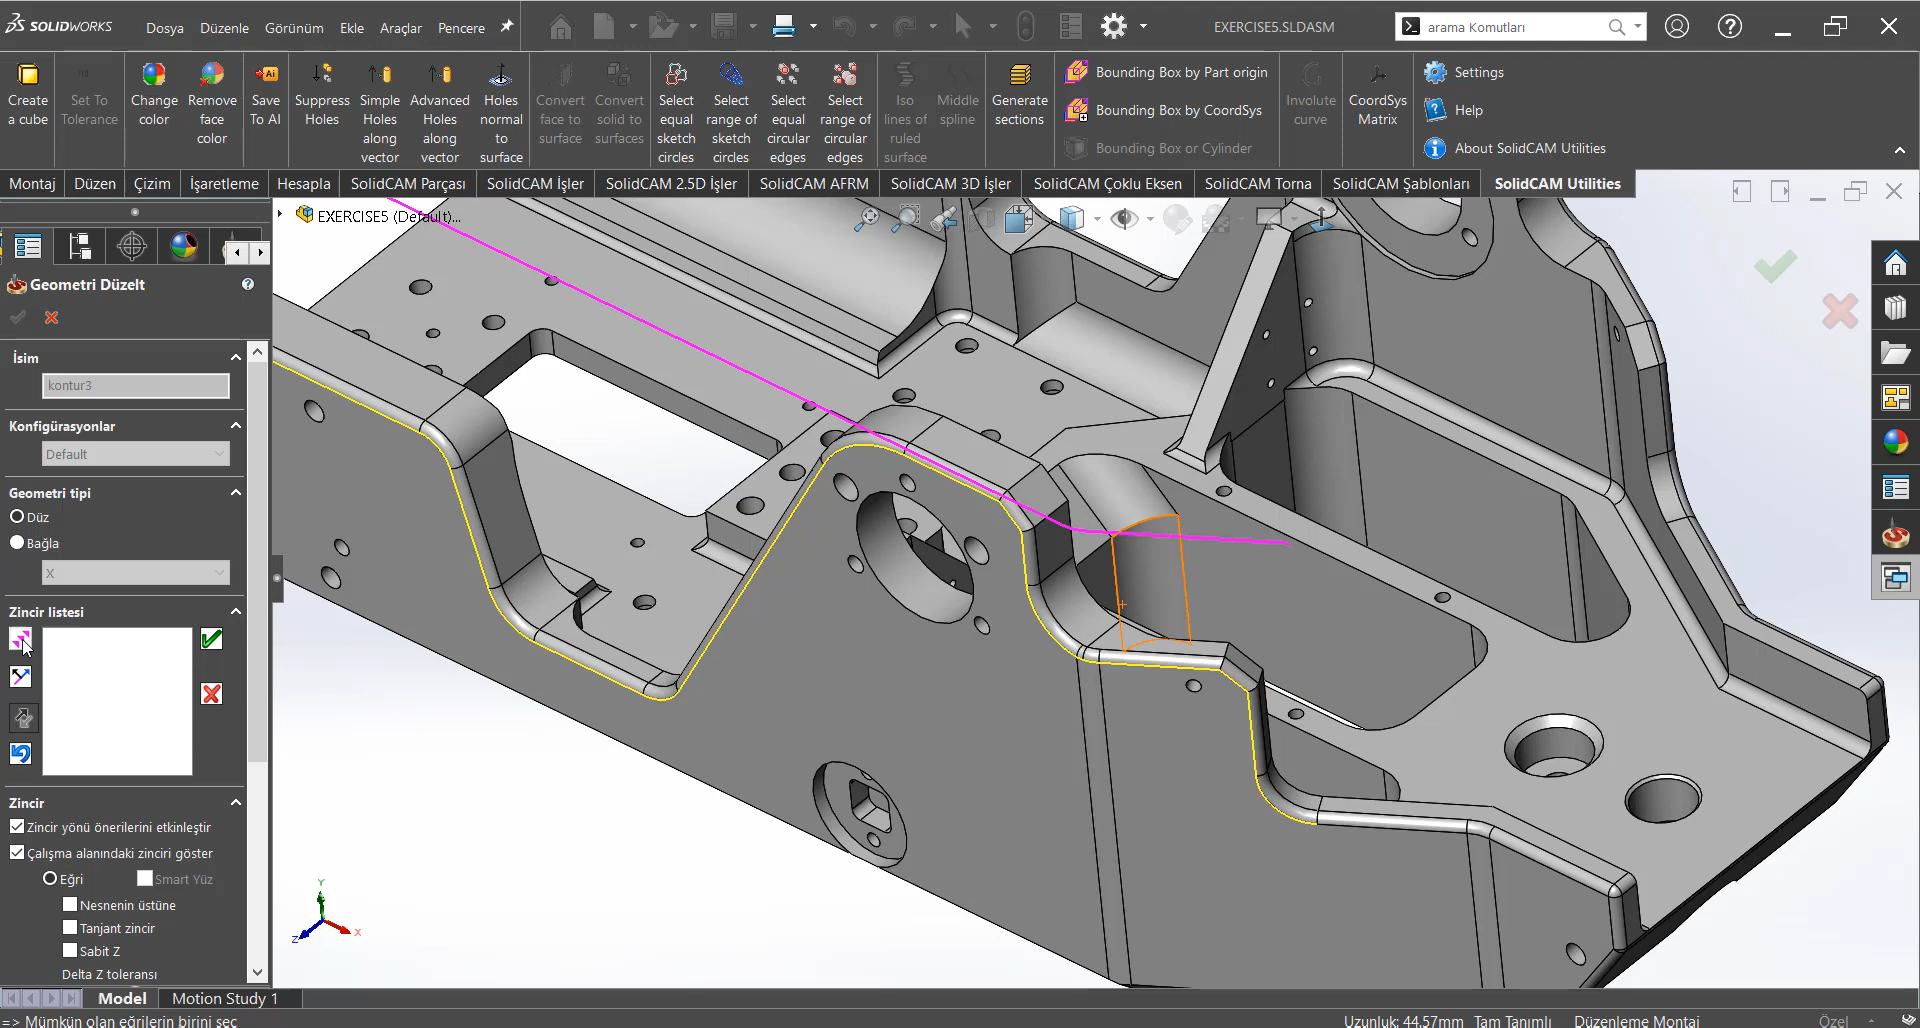 SOLIDWORKS
Dosya
Düzenle
Görünüm
Ekle
Araçlar
Pencere
EXERCISE5.SLDASM
arama Komutları
Create a cube
Set To Tolerance
Change color
Remove face color
Save To AI
Suppress Holes
Simple Holes along vector
Advanced Holes along vector
Holes normal to surface
Convert face to surface
Convert solid to surfaces
Select equal sketch circles
Select range of sketch circles
Select equal circular edges
Select range of circular edges
Iso lines of ruled surface
Middle spline
Generate sections
Bounding Box by Part origin
Bounding Box by CoordSys
Bounding Box or Cylinder
Involute curve
CoordSys Matrix
Settings
Help
About SolidCAM Utilities
Montaj
Düzen
Çizim
İşaretleme
Hesapla
SolidCAM Parçası
SolidCAM İşler
SolidCAM 2.5D İşler
SolidCAM AFRM
SolidCAM 3D İşler
SolidCAM Çoklu Eksen
SolidCAM Torna
SolidCAM Şablonları
SolidCAM Utilities
EXERCISE5 (Default)...
Geometri Düzelt
İsim
kontur3
Konfigürasyonlar
Default
Geometri tipi
Düz
Bağla
X
Zincir listesi
Zincir
Zincir yönü önerilerini etkinleştir
Çalışma alanındaki zinciri göster
Eğri
Smart Yüz
Nesnenin üstüne
Tanjant zincir
Sabit Z
Delta Z toleransı
Y
X
Z
Model
Motion Study 1
=> Mümkün olan eğrilerin birini seç
Uzunluk: 44.57mm
Tam Tanımlı
Düzenleme Montaj
Özel